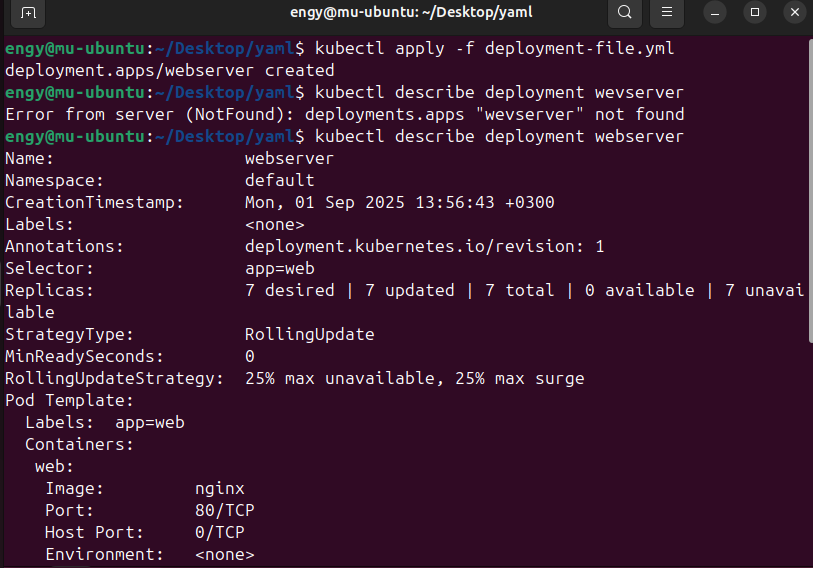 engy@mu-ubuntu: ~/Desktop/yaml
engy@mu-ubuntu:~/Desktop/yaml$ kubectl apply -f deployment-file.yml
deployment.apps/webserver created
engy@mu-ubuntu:~/Desktop/yaml$ kubectl describe deployment wevserver
Error from server (NotFound): deployments.apps "wevserver" not found
engy@mu-ubuntu:~/Desktop/yaml$ kubectl describe deployment webserver
Name:                   webserver
Namespace:              default
CreationTimestamp:      Mon, 01 Sep 2025 13:56:43 +0300
Labels:                 <none>
Annotations:            deployment.kubernetes.io/revision: 1
Selector:               app=web
Replicas:               7 desired | 7 updated | 7 total | 0 available | 7 unavai
lable
StrategyType:           RollingUpdate
MinReadySeconds:        0
RollingUpdateStrategy:  25% max unavailable, 25% max surge
Pod Template:
  Labels:  app=web
  Containers:
   web:
    Image:         nginx
    Port:          80/TCP
    Host Port:     0/TCP
    Environment:   <none>